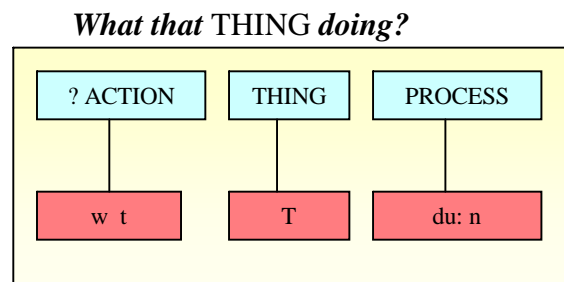 What that THING doing?
? ACTION THING PROCESS
w t T du: n